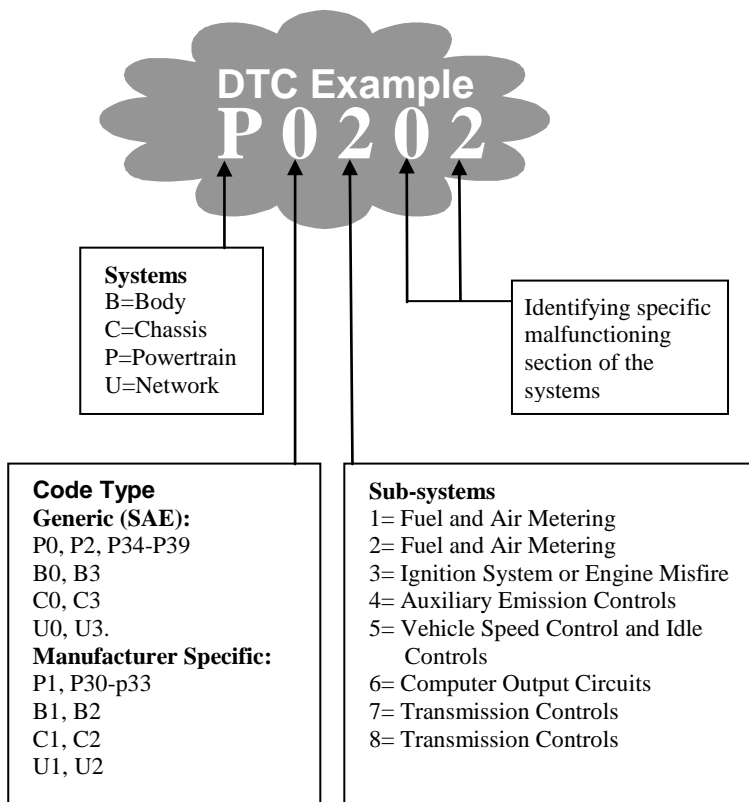 DTC Example
P 0 2 0 2
Systems
B=Body
C=Chassis
P=Powertrain
U=Network
Identifying specific
malfunctioning
section of the
systems
Code Type
Generic (SAE):
P0, P2, P34-P39
B0, B3
C0, C3
U0, U3.
Manufacturer Specific:
P1, P30-p33
B1, B2
C1, C2
U1, U2
Sub-systems
1= Fuel and Air Metering
2= Fuel and Air Metering
3= Ignition System or Engine Misfire
4= Auxiliary Emission Controls
5= Vehicle Speed Control and Idle
Controls
6= Computer Output Circuits
7= Transmission Controls
8= Transmission Controls